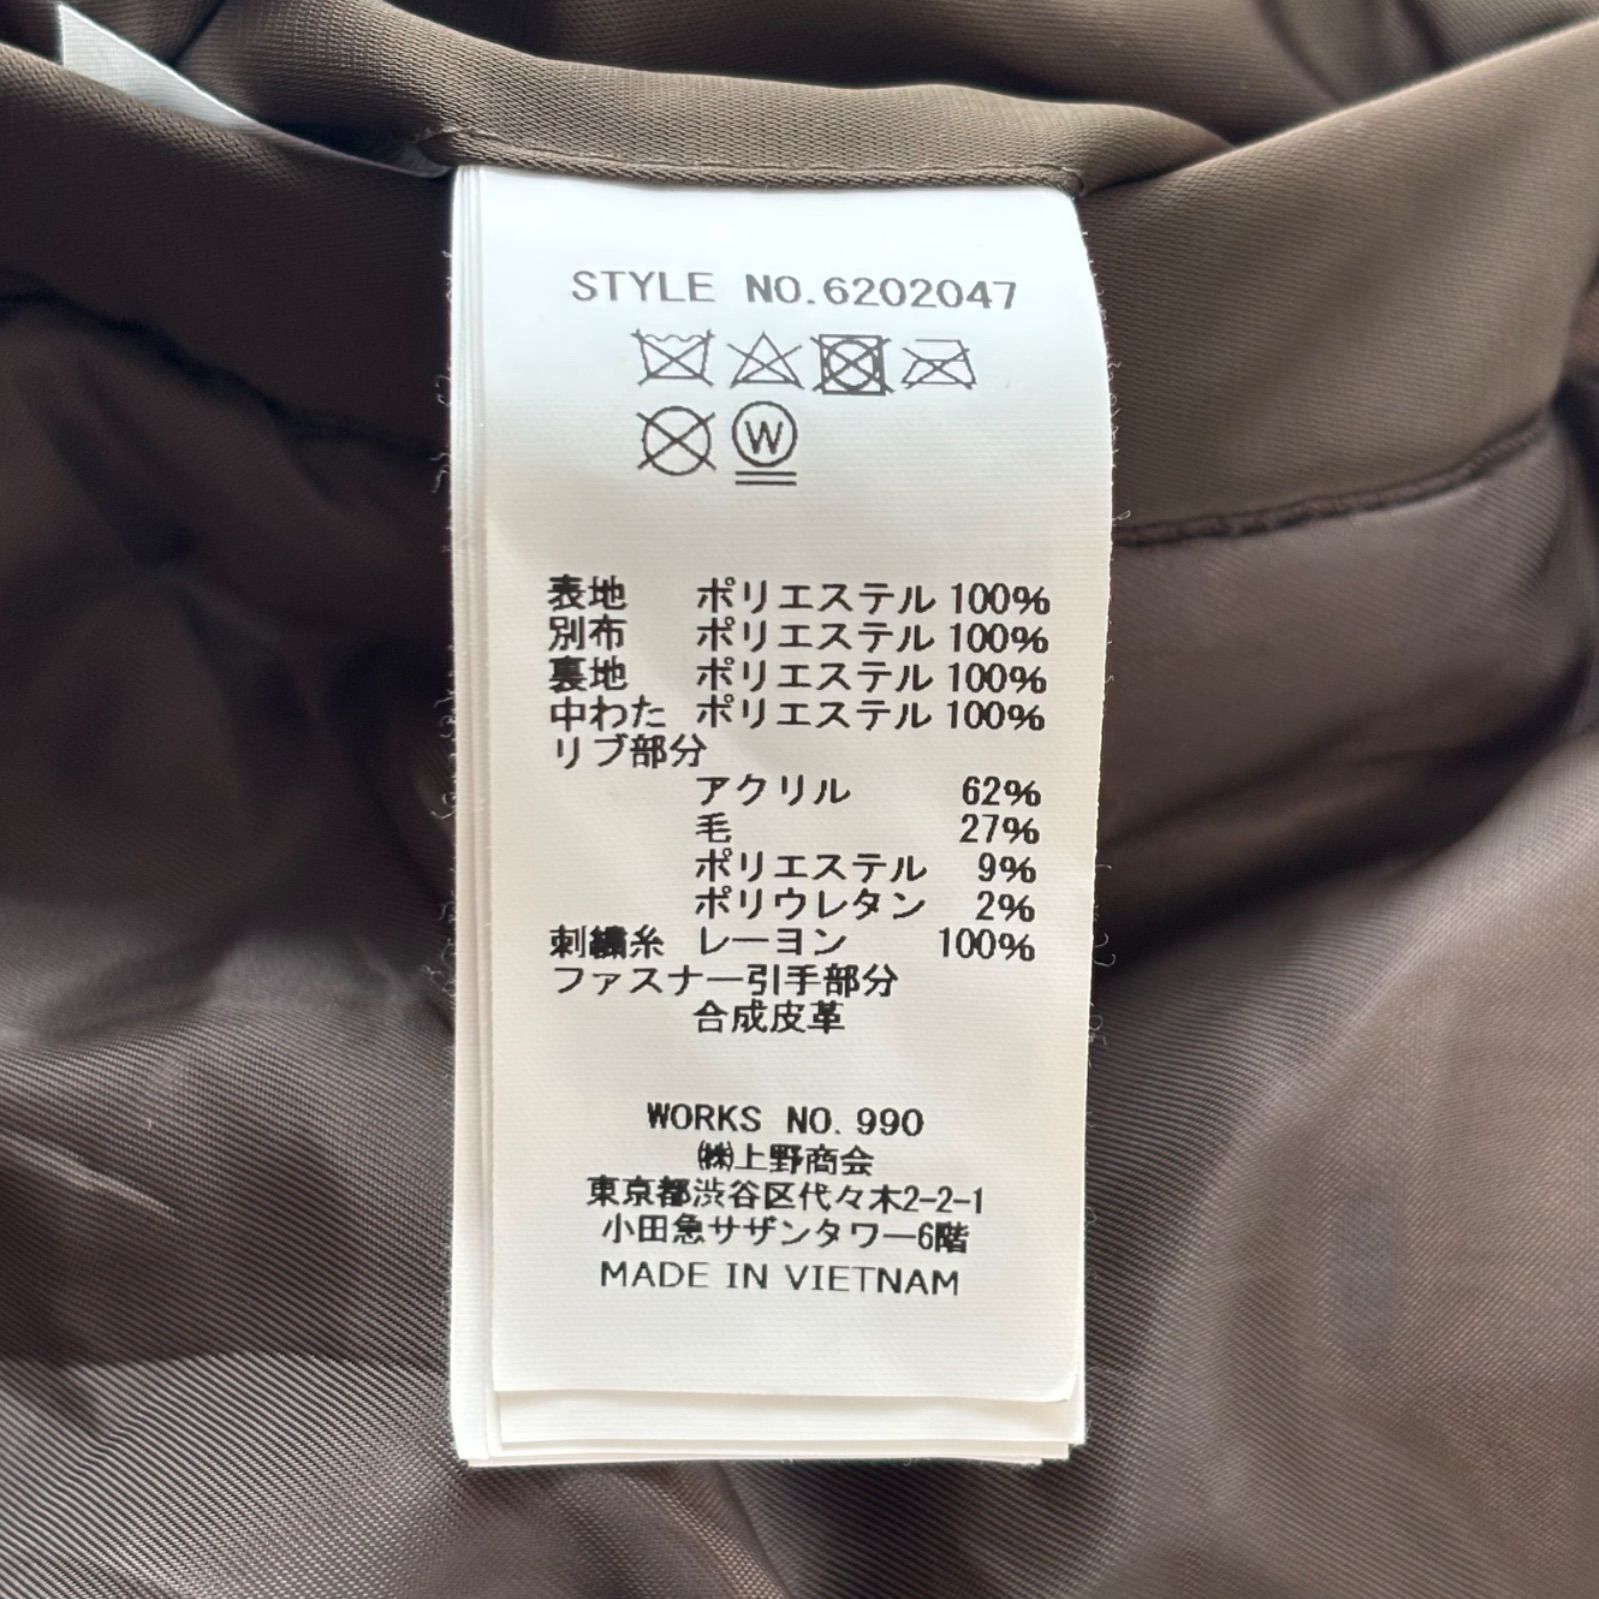 STYLE NO.6202047
W
表地 ポリエステル 100%
別布 ポリエステル 100%
裏地 ポリエステル 100%
中わた ポリエステル 100%
リブ部分
アクリル 62%
毛 27%
ポリエステル 9%
ポリウレタン 2%
刺繍糸 レーヨン 100%
ファスナー引手部分
合成皮革
WORKS NO. 990
㈱上野商会
東京都渋谷区代々木2-2-1
小田急サザンタワー6階
MADE IN VIETNAM